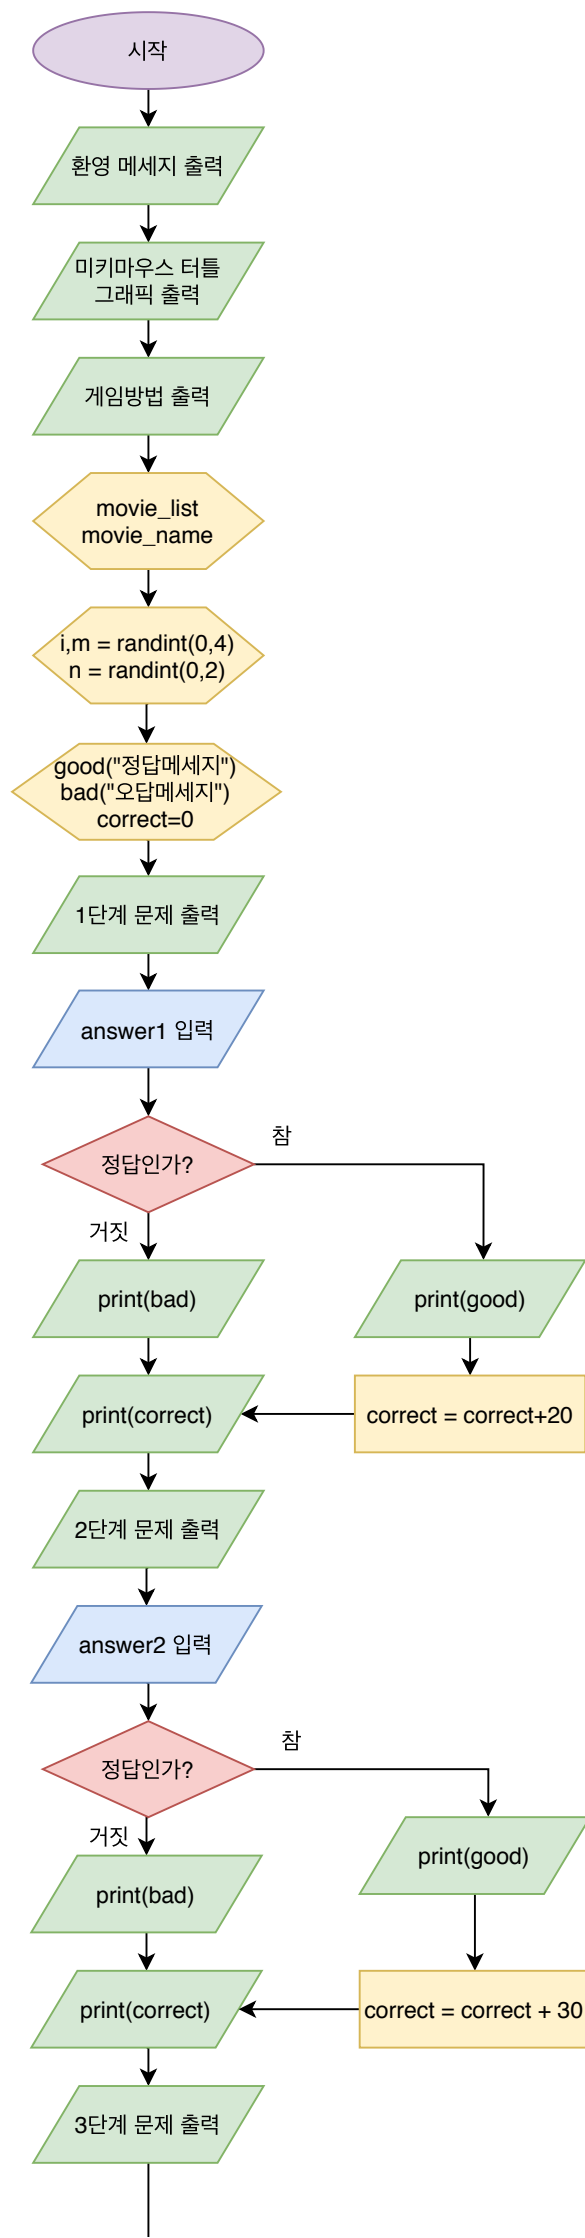 시작
환영 메세지 출력
미키마우스 터틀
그래픽 출력
게임방법 출력
movie_list
movie_name
i,m = randint(0,4)
n = randint(0,2)
good("정답메세지")
bad("오답메세지")
correct=0
1단계 문제 출력
answer1 입력
정답인가?
참
거짓
print(bad)
print(good)
print(correct)
correct = correct+20
2단계 문제 출력
answer2 입력
정답인가?
참
거짓
print(bad)
print(good)
print(correct)
correct = correct + 30
3단계 문제 출력